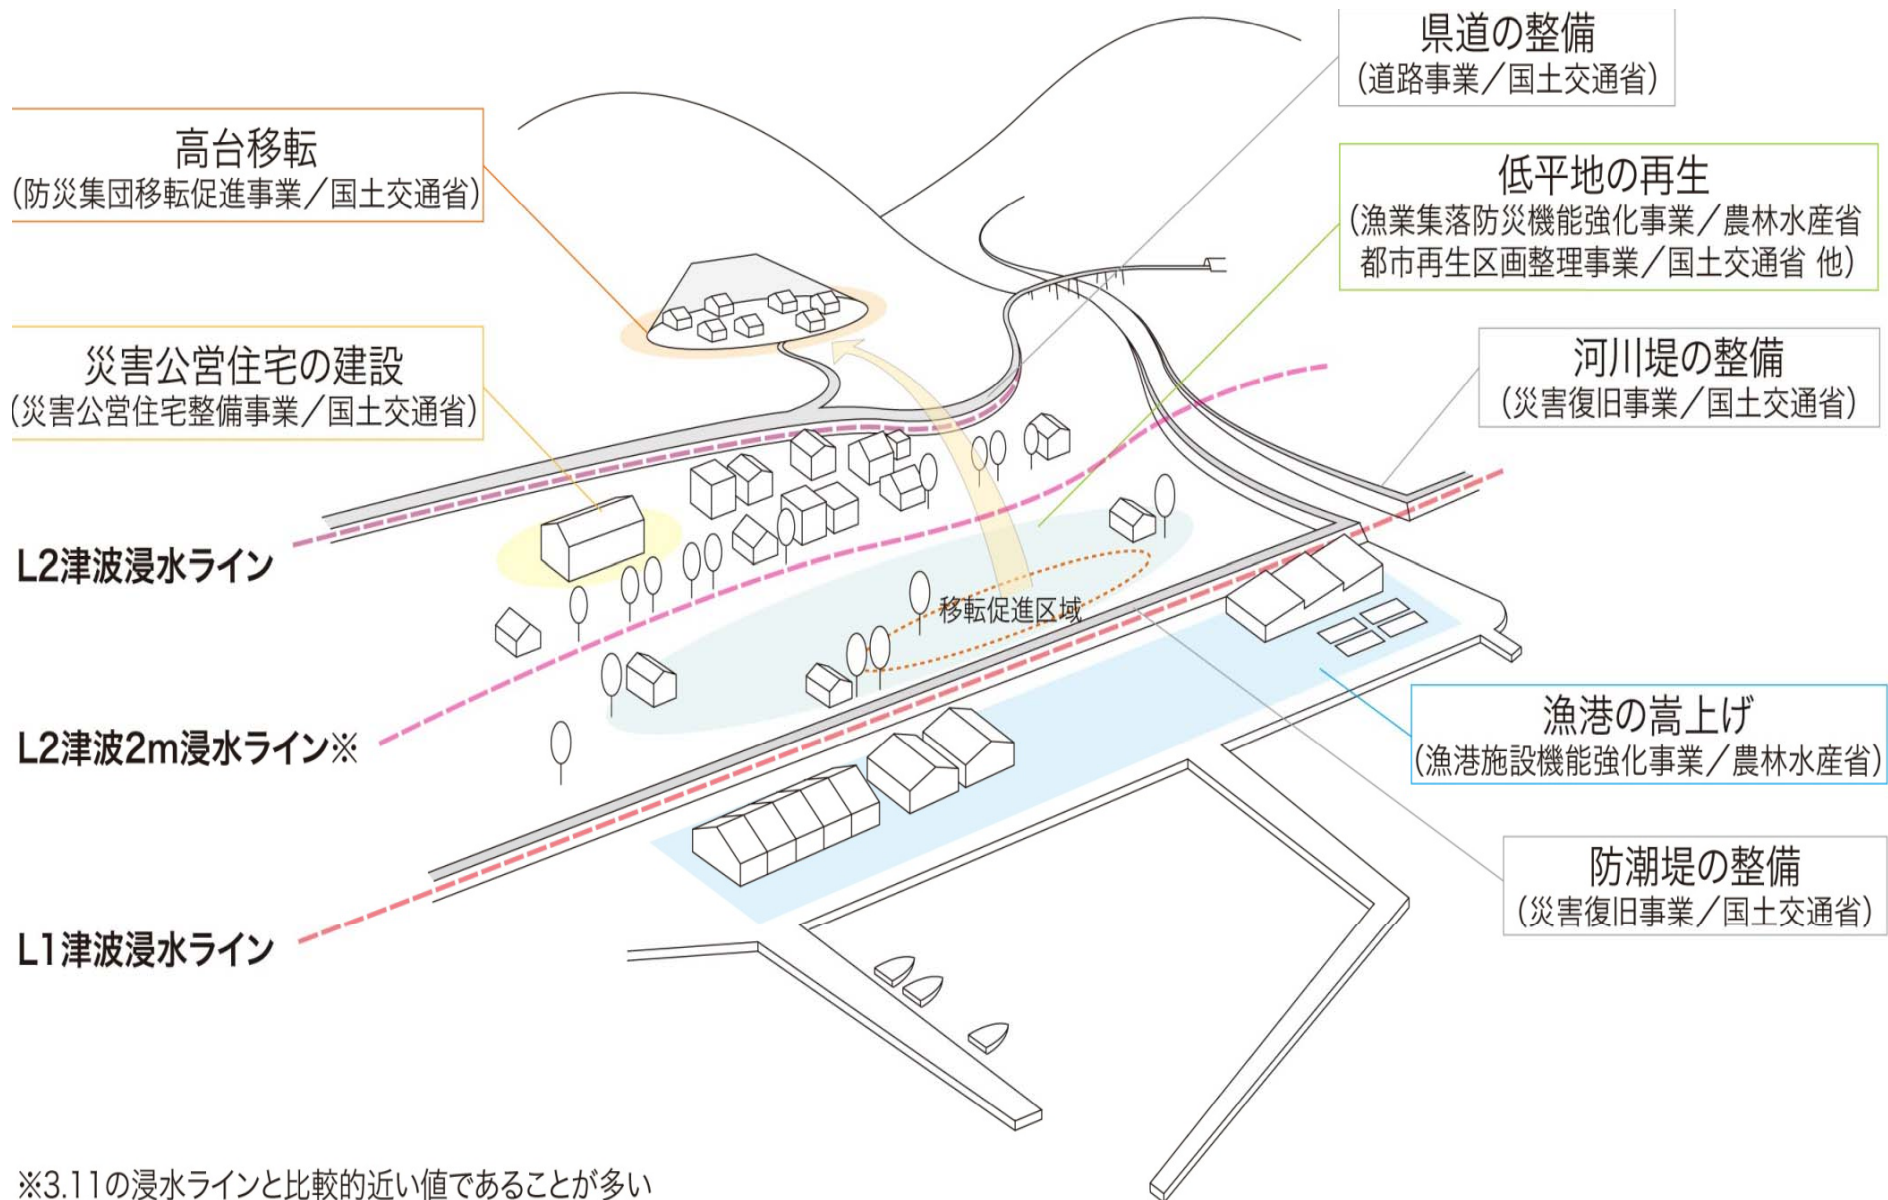 県道の整備
（道路事業／国土交通省）
高台移転
（防災集団移転促進事業／国土交通省）
低平地の再生
（漁業集落防災機能強化事業／農林水産省
都市再生区画整理事業／国土交通省 他）
災害公営住宅の建設
（災害公営住宅整備事業／国土交通省）
河川堤の整備
（災害復旧事業／国土交通省）
L2津波浸水ライン
移転促進区域
L2津波2m浸水ライン※
漁港の嵩上げ
（漁港施設機能強化事業／農林水産省）
防潮堤の整備
（災害復旧事業／国土交通省）
L1津波浸水ライン
※3.11の浸水ラインと比較的近い値であることが多い